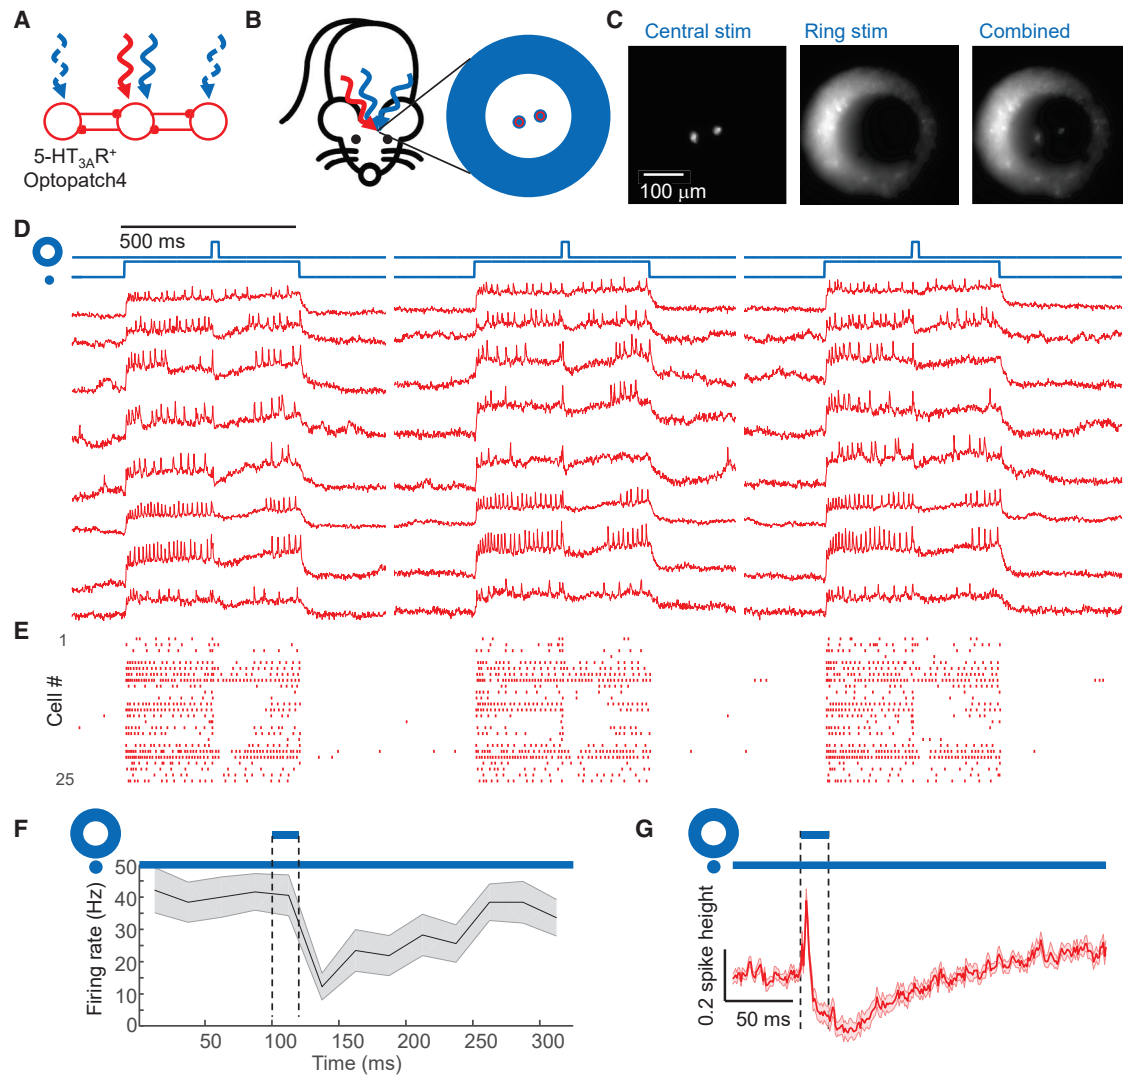 A
5-HT3AR+
Optopatch4
B
C
Central stim
Ring stim
Combined
100 μm
D
500 ms
E
1
Cell #
25
F
Firing rate (Hz)
50
40
30
20
10
0
50
100
150
200
250
300
Time (ms)
G
0.2 spike height
50 ms